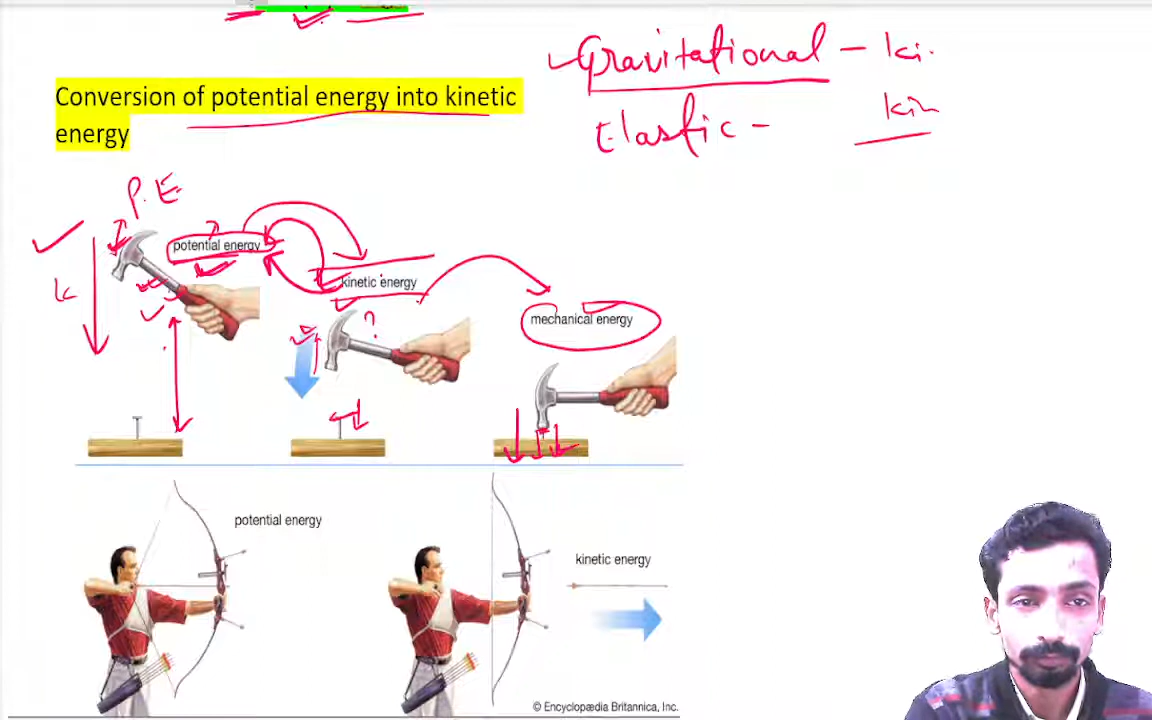 Gravitational - ki.
Conversion of potential energy into kinetic
energy
Elastic - kin
P.E
potential energy
kinetic energy
k
?
mechanical energy
potential energy
kinetic energy
© Encyclopædia Britannica, Inc.